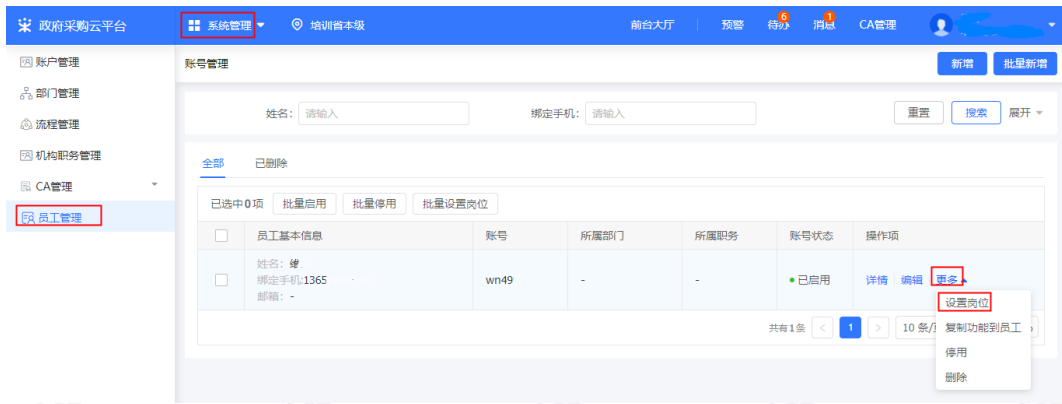 政府采购云平台 系统管理 培训省本级 前台大厅 预警 待办 6 消息 1 CA管理
账户管理
部门管理
流程管理
机构职务管理
CA管理
员工管理
账号管理 新增 批量新增
姓名: 请输入 绑定手机: 请输入 重置 搜索 展开
全部 已删除
已选中0项 批量启用 批量停用 批量设置岗位
员工基本信息 账号 所属部门 所属职务 账号状态 操作项
姓名:
绑定手机:1365
邮箱: -
wn49 - - 已启用 详情 编辑 更多
设置岗位
复制功能到员工
停用
删除
共有1条 < 1 > 10 条/